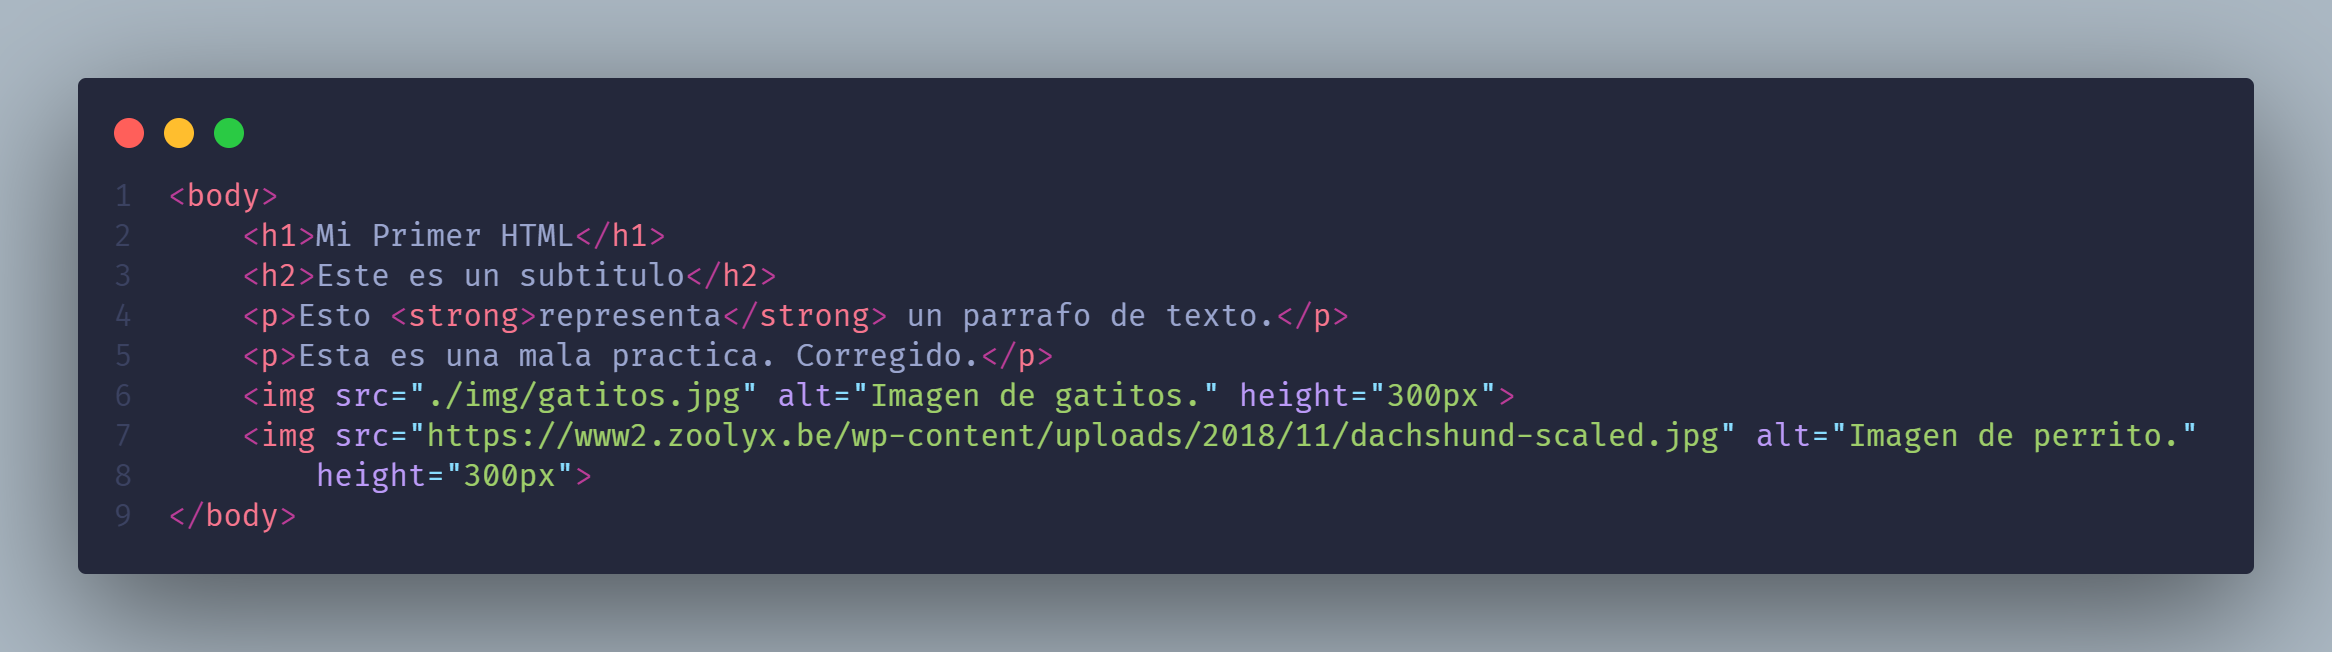 1 <body>
2     <h1>Mi Primer HTML</h1>
3     <h2>Este es un subtitulo</h2>
4     <p>Esto <strong>representa</strong> un parrafo de texto.</p>
5     <p>Esta es una mala practica. Corregido.</p>
6     <img src="./img/gatitos.jpg" alt="Imagen de gatitos." height="300px">
7     <img src="https://www2.zoolyx.be/wp-content/uploads/2018/11/dachshund-scaled.jpg" alt="Imagen de perrito."
8         height="300px">
9 </body>